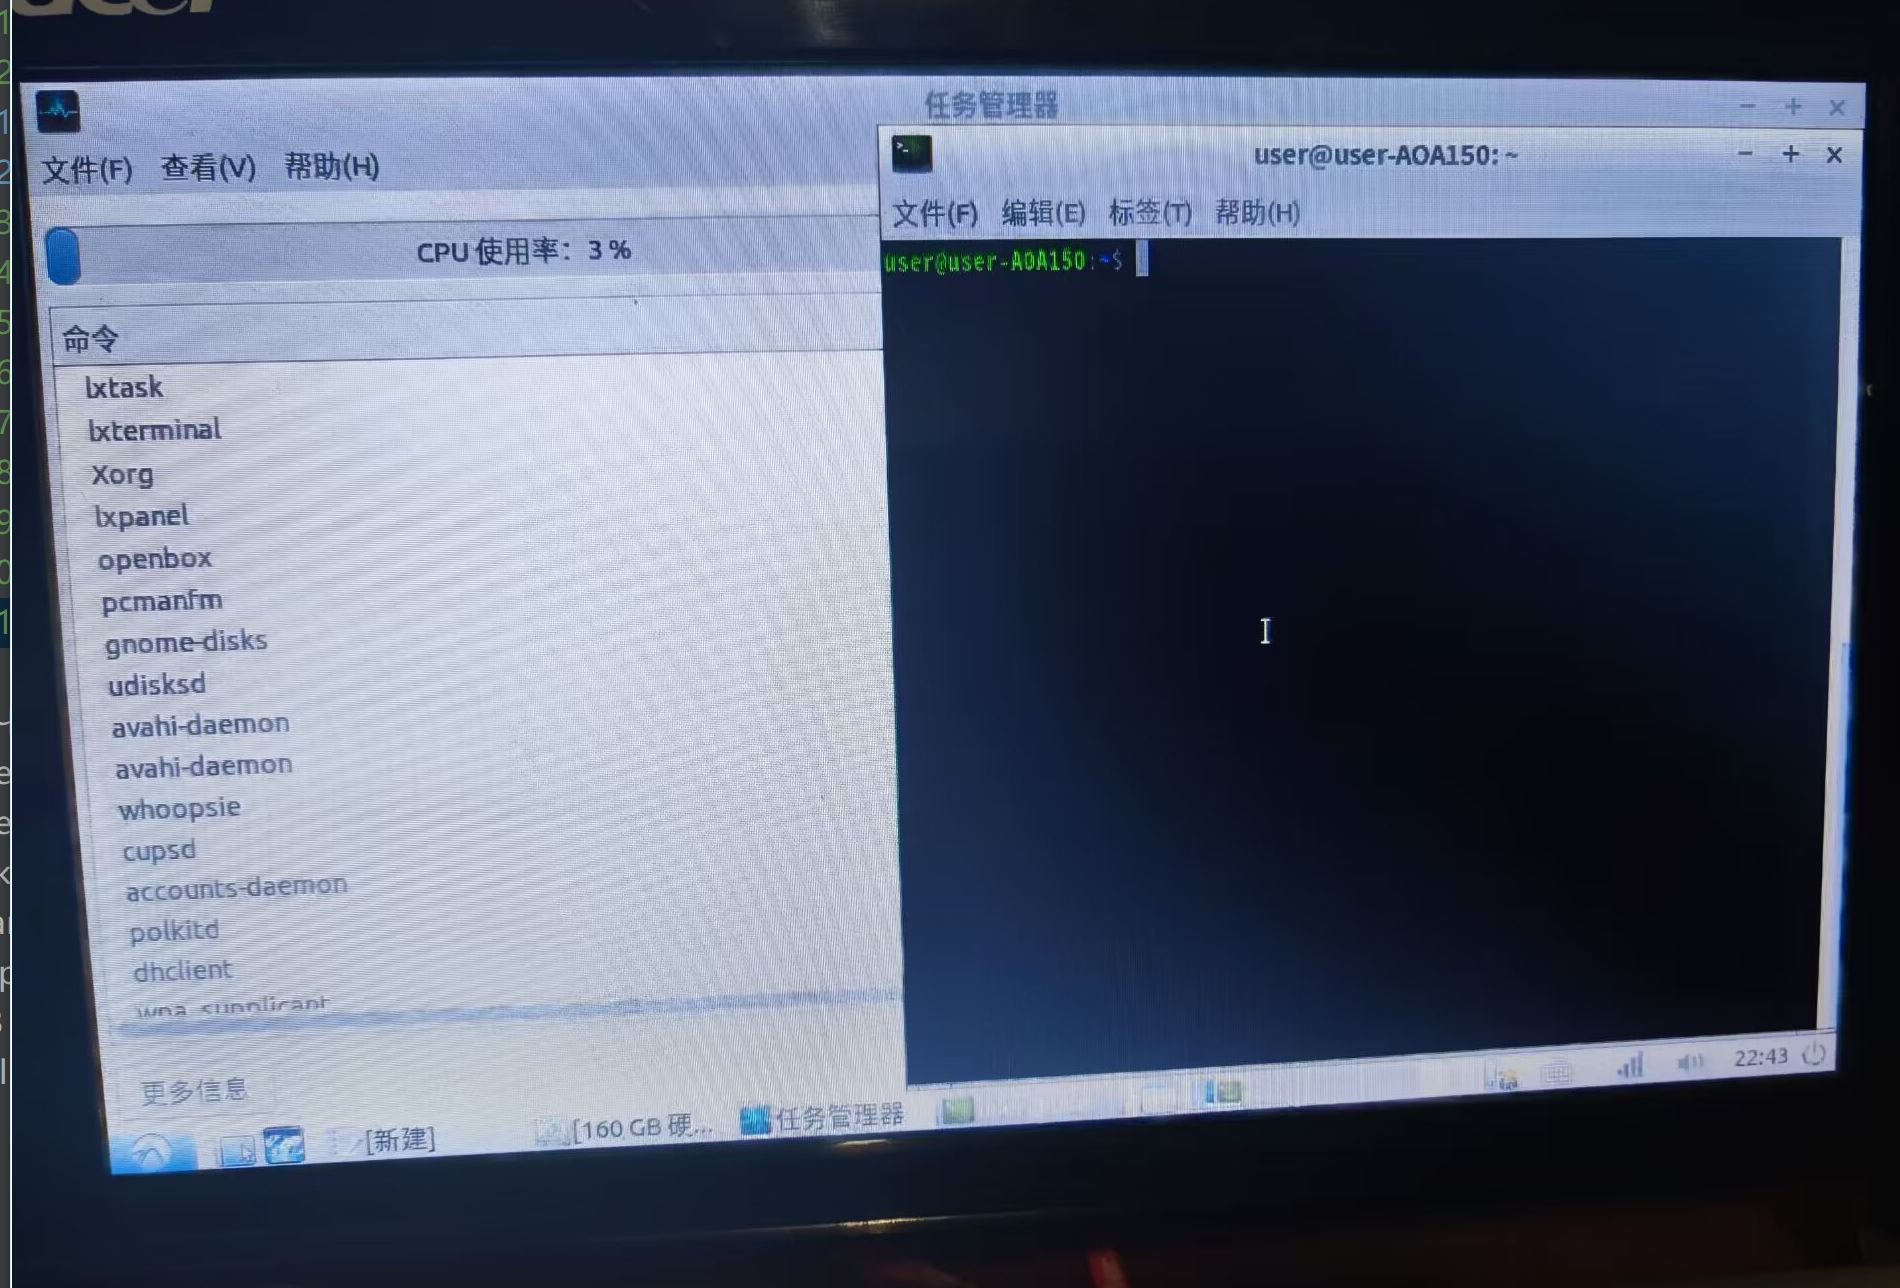 acer
任务管理器
文件(F) 查看(V) 帮助(H)
CPU 使用率：3 %
命令
lxtask
lxterminal
Xorg
lxpanel
openbox
pcmanfm
gnome-disks
udisksd
avahi-daemon
avahi-daemon
whoopsie
cupsd
accounts-daemon
polkitd
dhclient
wpa_supplicant
更多信息
user@user-AOA150: ~
文件(F) 编辑(E) 标签(T) 帮助(H)
user@user-AOA150:~$
[新建] [160 GB 硬... 任务管理器 22:43